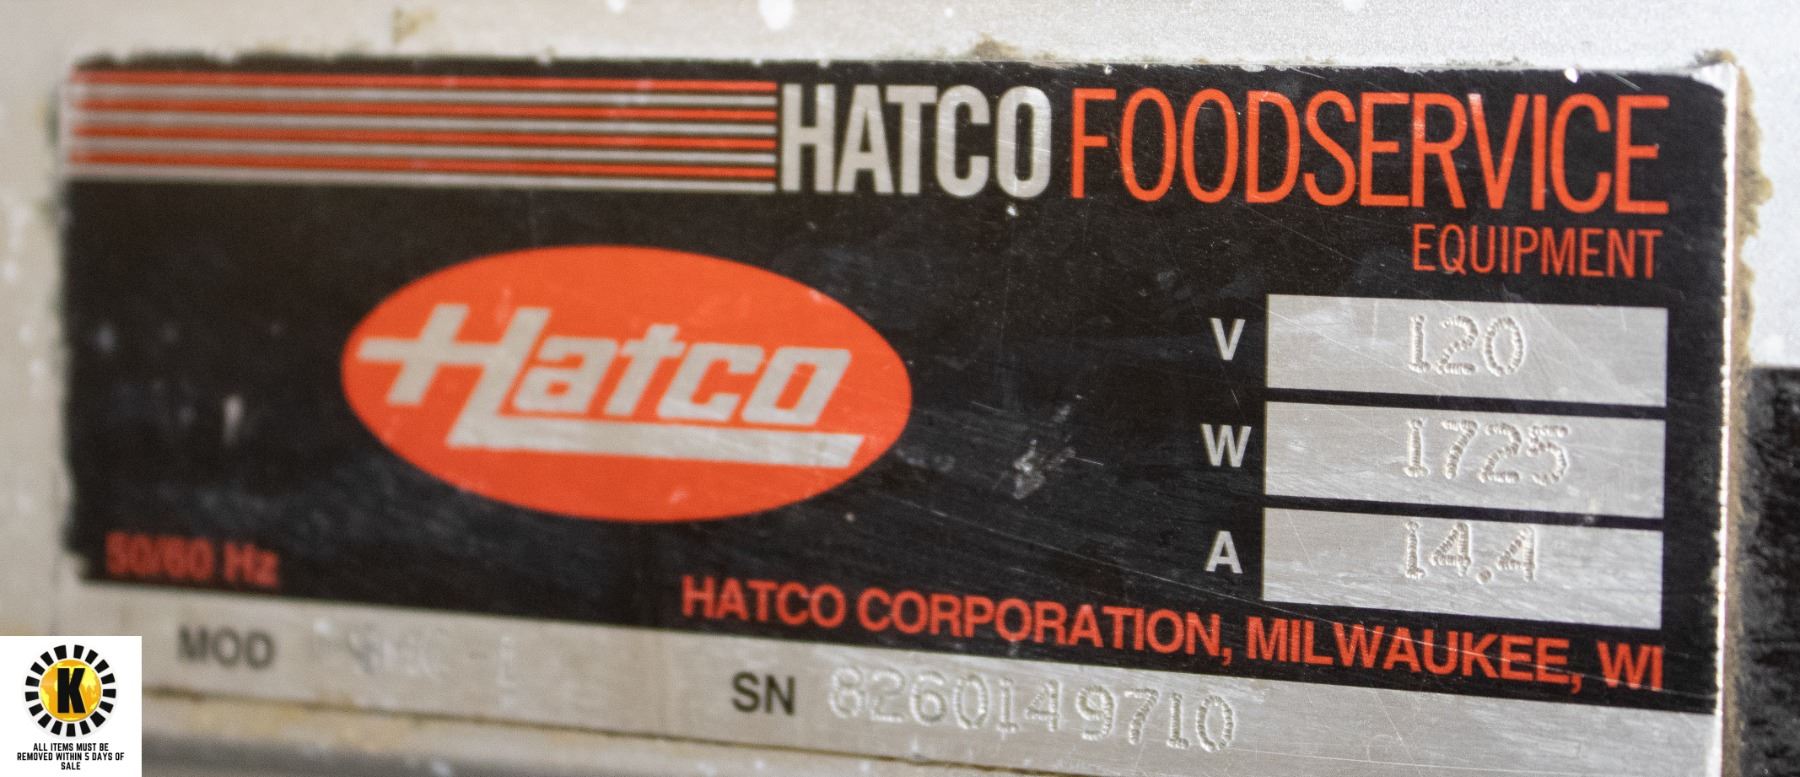 HATCO FOODSERVICE
EQUIPMENT
Hatco
V 120
W 1725
A 14.4
50/60 Hz
HATCO CORPORATION, MILWAUKEE, WI
MOD
SN 8260149710
K
ALL ITEMS MUST BE
REMOVED WITHIN 5 DAYS OF
SALE